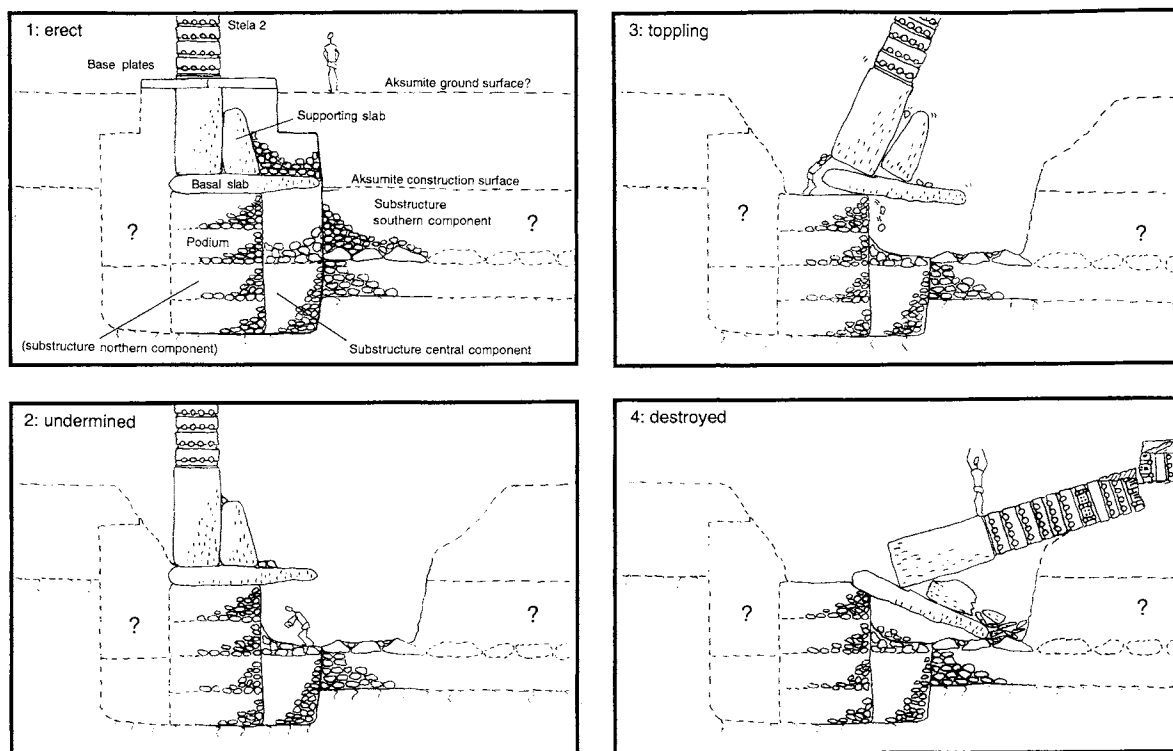 1: erect
Stela 2
Base plates
Aksumite ground surface?
Supporting slab
Basal slab
Aksumite construction surface
Substructure
southern component
?
?
Podium
(substructure northern component)
Substructure central component
2: undermined
?
?
3: toppling
?
?
4: destroyed
?
?